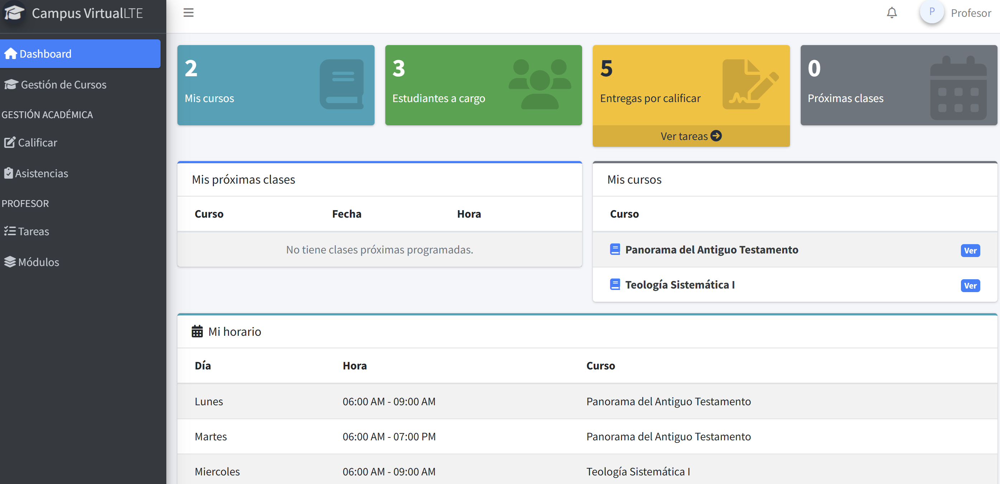 Campus VirtualLTE
Dashboard
Gestión de Cursos
GESTIÓN ACADÉMICA
Calificar
Asistencias
PROFESOR
Tareas
Módulos
P Profesor
2
Mis cursos
3
Estudiantes a cargo
5
Entregas por calificar
Ver tareas
0
Próximas clases
Mis próximas clases
Curso Fecha Hora
No tiene clases próximas programadas.
Mis cursos
Curso
Panorama del Antiguo Testamento Ver
Teología Sistemática I Ver
Mi horario
Día Hora Curso
Lunes 06:00 AM - 09:00 AM Panorama del Antiguo Testamento
Martes 06:00 AM - 07:00 PM Panorama del Antiguo Testamento
Miercoles 06:00 AM - 09:00 AM Teología Sistemática I